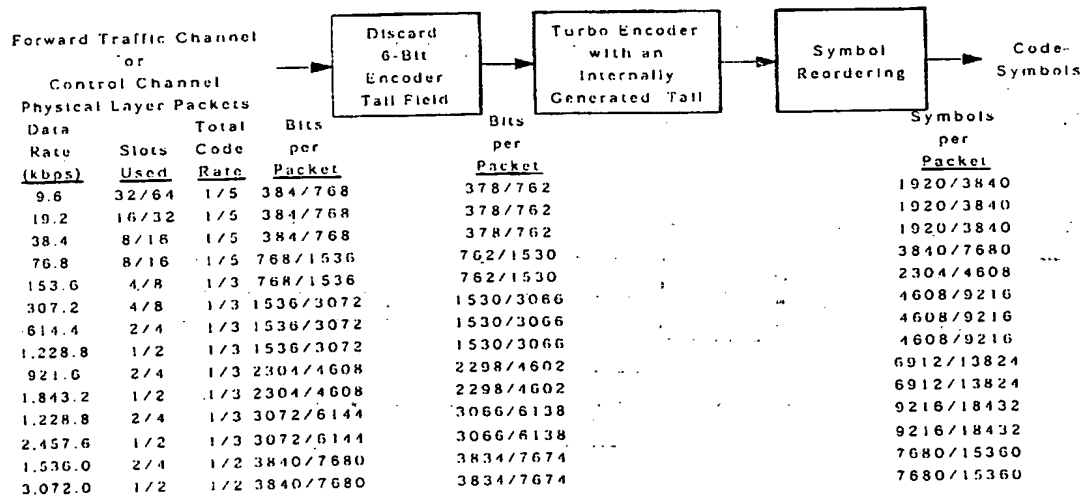 Forward Traffic Channel
or
Control Channel
Physical Layer Packets
Discard
6-Bit
Encoder
Tail Field
Turbo Encoder
with an
Internally
Generated Tail
Symbol
Reordering
Code-
Symbols
Data Rate (kbps) Slots Used Total Code Rate Bits per Packet Bits per Packet Symbols per Packet
9.6 32/64 1/5 384/768 378/762 1920/3840
19.2 16/32 1/5 384/768 378/762 1920/3840
38.4 8/16 1/5 384/768 378/762 1920/3840
76.8 8/16 1/5 768/1536 762/1530 3840/7680
153.6 4/8 1/3 768/1536 762/1530 2304/4608
307.2 4/8 1/3 1536/3072 1530/3066 4608/9216
614.4 2/4 1/3 1536/3072 1530/3066 4608/9216
1.228.8 1/2 1/3 1536/3072 1530/3066 4608/9216
921.6 2/4 1/3 2304/4608 2298/4602 6912/13824
1.843.2 1/2 1/3 2304/4608 2298/4602 6912/13824
1.228.8 2/4 1/3 3072/6144 3066/6138 9216/18432
2.457.6 1/2 1/3 3072/6144 3066/6138 9216/18432
1.536.0 2/4 1/2 3840/7680 3834/7674 7680/15360
3.072.0 1/2 1/2 3840/7680 3834/7674 7680/15360